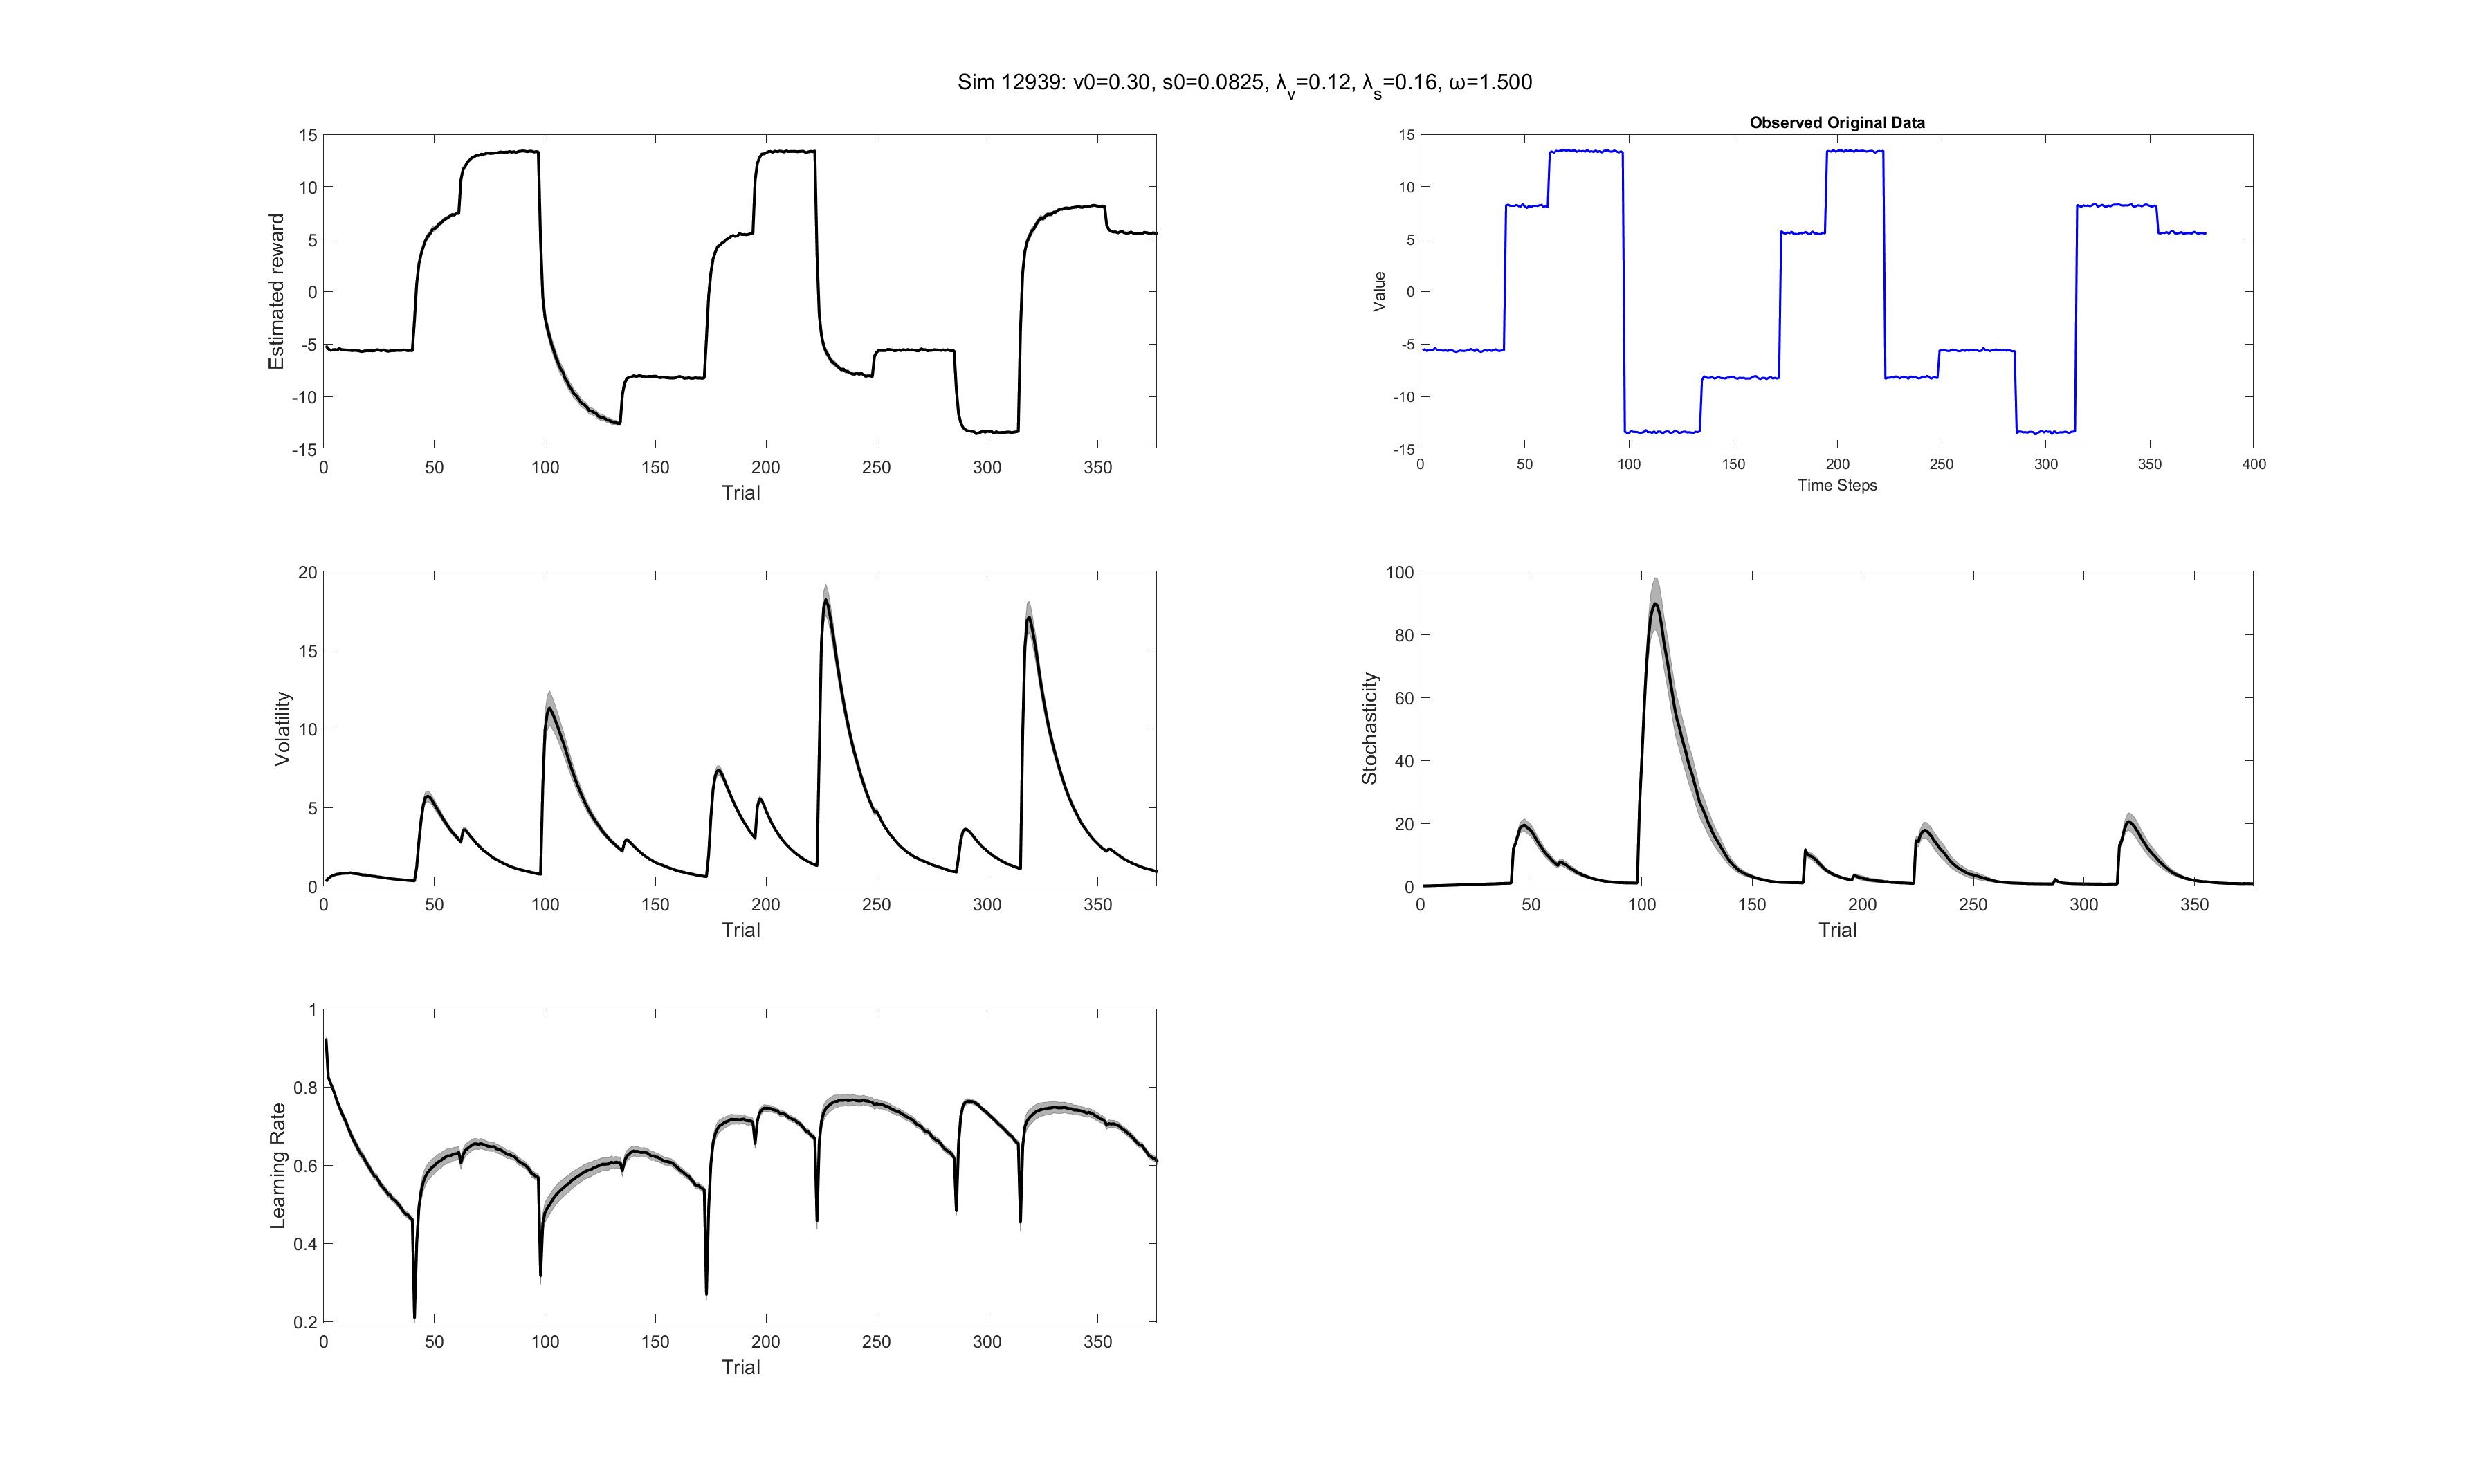 Sim 12939: v0=0.30, s0=0.0825, λv=0.12, λs=0.16, ω=1.500
15
10
5
0
-5
-10
-15
Estimated reward
0 50 100 150 200 250 300 350
Trial
Observed Original Data
15
10
5
0
-5
-10
-15
Value
0 50 100 150 200 250 300 350 400
Time Steps
20
15
10
5
0
Volatility
0 50 100 150 200 250 300 350
Trial
100
80
60
40
20
0
Stochasticity
0 50 100 150 200 250 300 350
Trial
1
0.8
0.6
0.4
0.2
Learning Rate
0 50 100 150 200 250 300 350
Trial